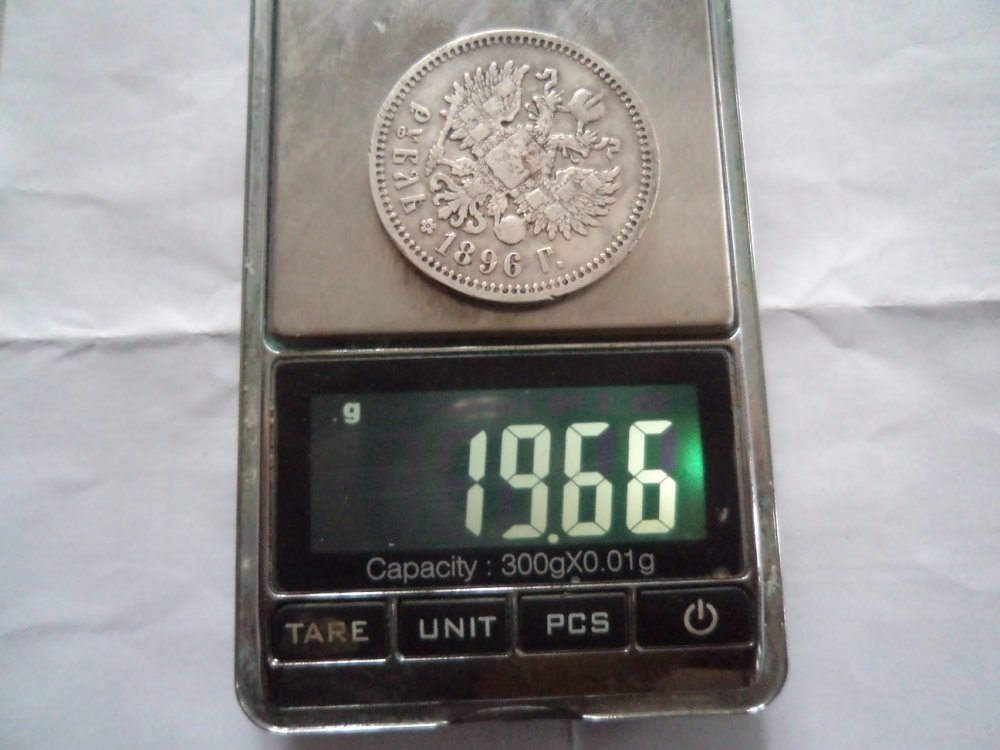 РУБЛЬ * 1896 Г.
g
19.66
Capacity : 300gX0.01g
TARE UNIT PCS